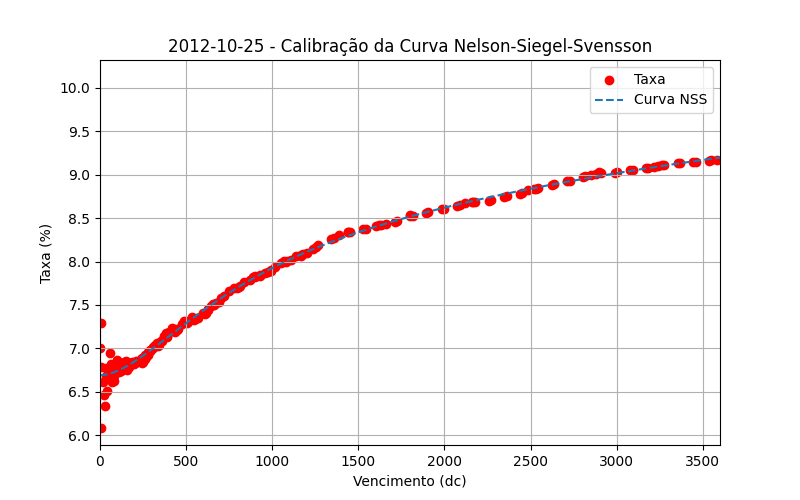 2012-10-25 - Calibração da Curva Nelson-Siegel-Svensson
Taxa
Curva NSS
Taxa (%)
10.0
9.5
9.0
8.5
8.0
7.5
7.0
6.5
6.0
0 500 1000 1500 2000 2500 3000 3500
Vencimento (dc)